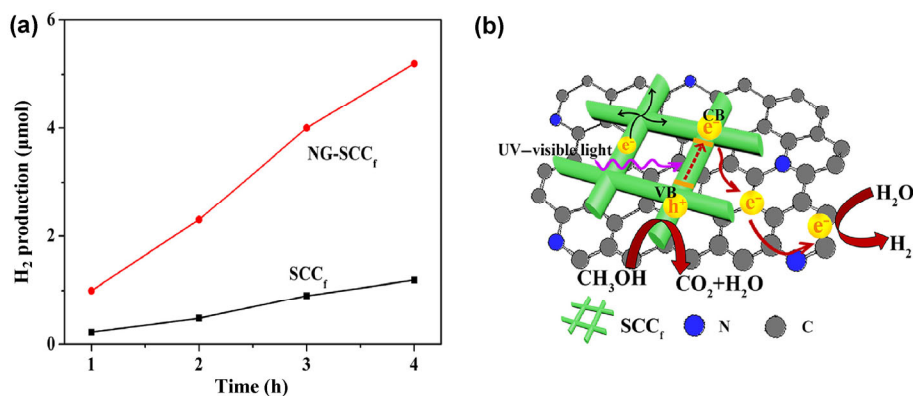 (a)
6
4
2
0
H₂ production (μmol)
NG-SCCf
SCCf
1 2 3 4
Time (h)
(b)
CB
e⁻
e⁻
UV–visible light
VB
h⁺
e⁻
e⁻
H₂O
H₂
CH₃OH
CO₂+H₂O
SCCf N C